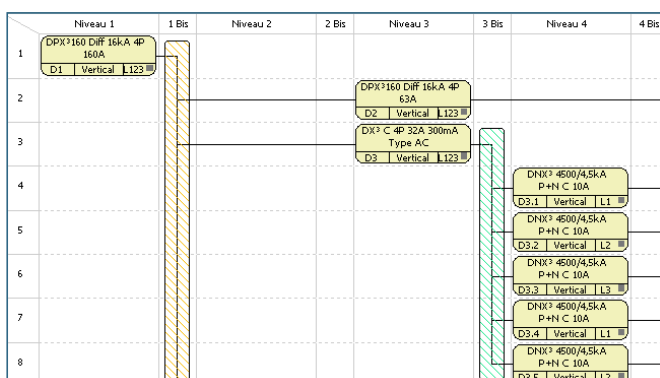 Niveau 1 1 Bis Niveau 2 2 Bis Niveau 3 3 Bis Niveau 4 4 Bis
1
DPX³160 Diff 16kA 4P
160A
D1 Vertical L123
2
DPX³160 Diff 16kA 4P
63A
D2 Vertical L123
3
DX³ C 4P 32A 300mA
Type AC
D3 Vertical L123
4
DNX³ 4500/4,5kA
P+N C 10A
D3.1 Vertical L1
5
DNX³ 4500/4,5kA
P+N C 10A
D3.2 Vertical L2
6
DNX³ 4500/4,5kA
P+N C 10A
D3.3 Vertical L3
7
DNX³ 4500/4,5kA
P+N C 10A
D3.4 Vertical L1
8
DNX³ 4500/4,5kA
P+N C 10A
D3.5 Vertical L2